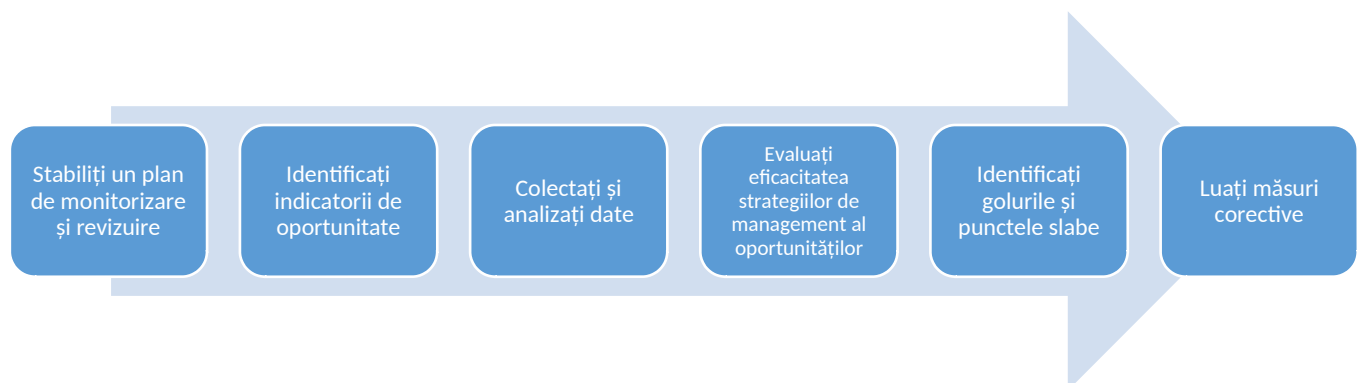 Stabiliți un plan
de monitorizare
și revizuire
Identificați
indicatorii de
oportunitate
Colectați și
analizați date
Evaluați
eficacitatea
strategiilor de
management al
oportunităților
Identificați
golurile și
punctele slabe
Luați măsuri
corective